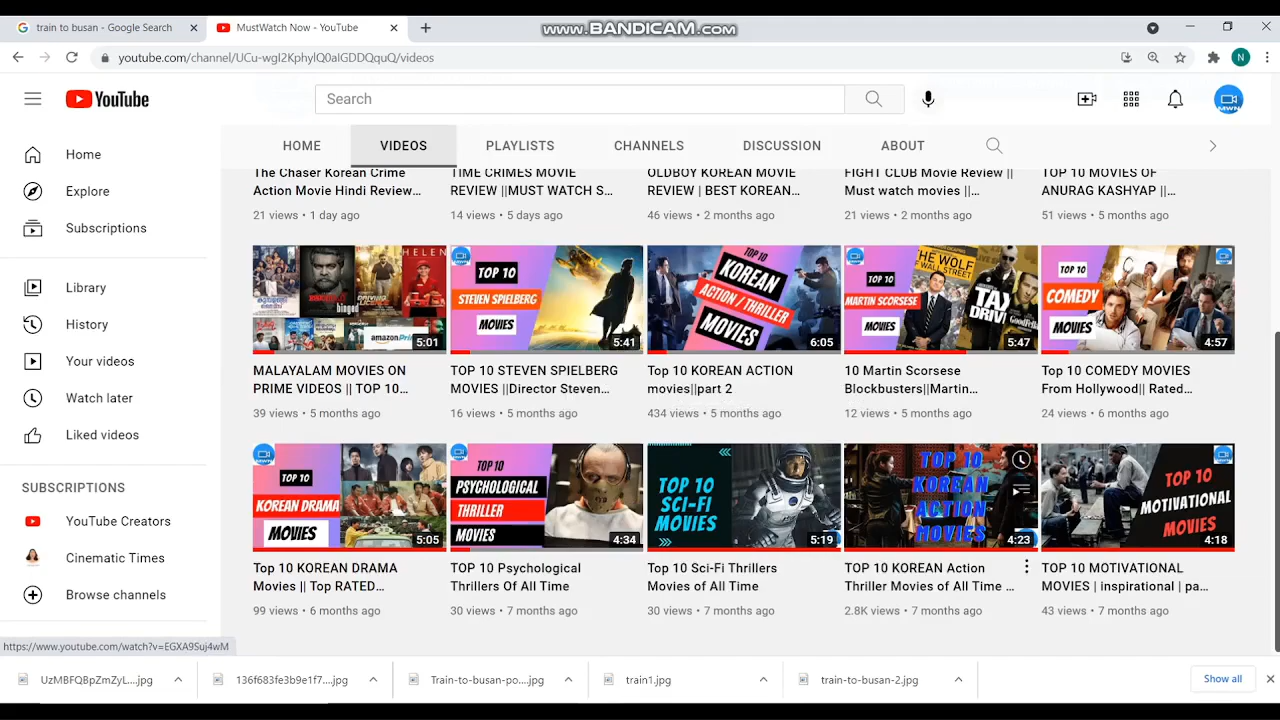 train to busan - Google Search
MustWatch Now - YouTube
www.BANDICAM.com
youtube.com/channel/UCu-wgI2KphylQ0aIGDDQquQ/videos
N
YouTube
Search
MWN
HOME
VIDEOS
PLAYLISTS
CHANNELS
DISCUSSION
ABOUT
Home
Explore
Subscriptions
Library
History
Your videos
Watch later
Liked videos
SUBSCRIPTIONS
YouTube Creators
Cinematic Times
Browse channels
The Chaser Korean Crime
Action Movie Hindi Review...
21 views • 1 day ago
TIME CRIMES MOVIE
REVIEW ||MUST WATCH S...
14 views • 5 days ago
OLDBOY KOREAN MOVIE
REVIEW | BEST KOREAN...
46 views • 2 months ago
FIGHT CLUB Movie Review ||
Must watch movies ||...
21 views • 2 months ago
TOP 10 MOVIES OF
ANURAG KASHYAP ||...
51 views • 5 months ago
HELEN
hinged
amazon
5:01
MALAYALAM MOVIES ON
PRIME VIDEOS || TOP 10...
39 views • 5 months ago
TOP 10
STEVEN SPIELBERG
MOVIES
5:41
TOP 10 STEVEN SPIELBERG
MOVIES ||Director Steven...
16 views • 5 months ago
TOP 10
KOREAN
ACTION / THRILLER
MOVIES
6:05
Top 10 KOREAN ACTION
movies||part 2
434 views • 5 months ago
TOP 10
MARTIN SCORSESE
MOVIES
THE WOLF
OF WALL STREET
TAXI
DRIVER
Goodfellas
5:47
10 Martin Scorsese
Blockbusters||Martin...
12 views • 5 months ago
TOP 10
COMEDY
MOVIES
4:57
Top 10 COMEDY MOVIES
From Hollywood|| Rated...
24 views • 6 months ago
TOP 10
KOREAN DRAMA
MOVIES
5:05
Top 10 KOREAN DRAMA
Movies || Top RATED...
99 views • 6 months ago
TOP 10
PSYCHOLOGICAL
THRILLER
MOVIES
4:34
TOP 10 Psychological
Thrillers Of All Time
30 views • 7 months ago
TOP 10
SCI-FI
MOVIES
5:19
Top 10 Sci-Fi Thrillers
Movies of All Time
30 views • 7 months ago
TOP 10
KOREAN
ACTION
MOVIES
4:23
TOP 10 KOREAN Action
Thriller Movies of All Time ...
2.8K views • 7 months ago
TOP 10
MOTIVATIONAL
MOVIES
4:18
TOP 10 MOTIVATIONAL
MOVIES | inspirational | pa...
43 views • 7 months ago
https://www.youtube.com/watch?v=EGXA9Suj4wM
UzMBFQBpZmZyL....jpg
136f683fe3b9e1f7....jpg
Train-to-busan-po....jpg
train1.jpg
train-to-busan-2.jpg
Show all